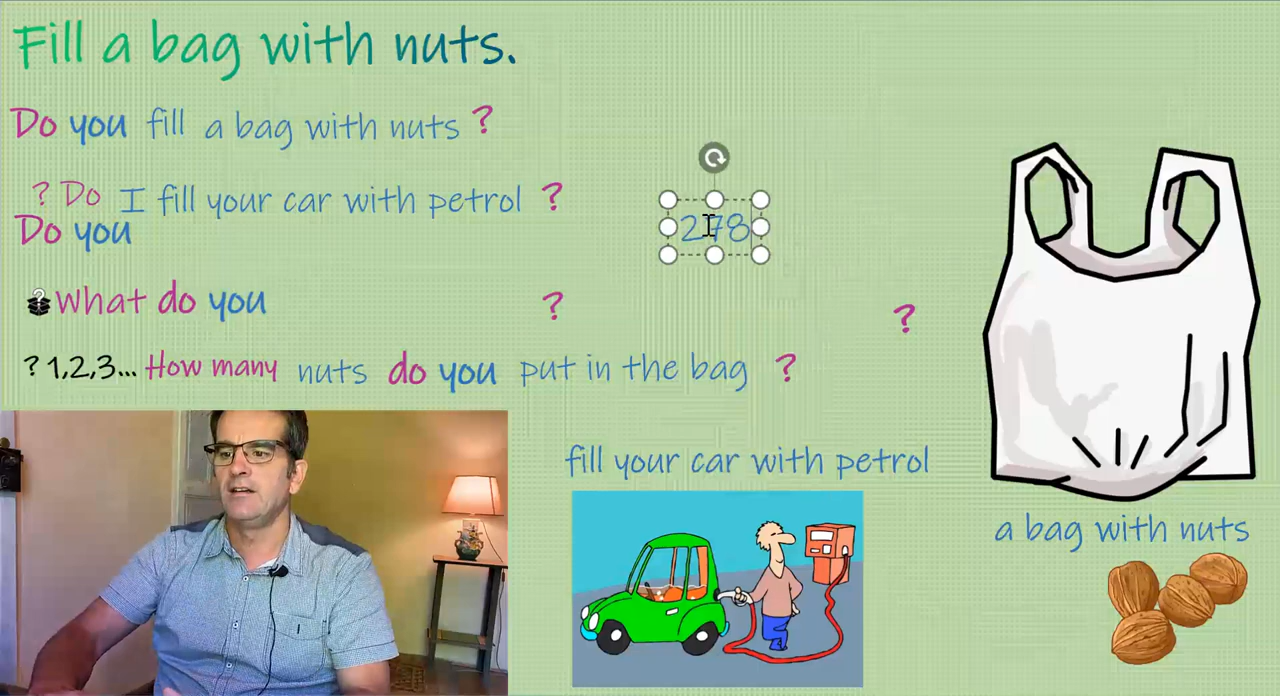 Fill a bag with nuts.
Do you fill a bag with nuts ?
? Do I fill your car with petrol ?
Do you
278
What do you ? ?
? 1,2,3... How many nuts do you put in the bag ?
fill your car with petrol
a bag with nuts